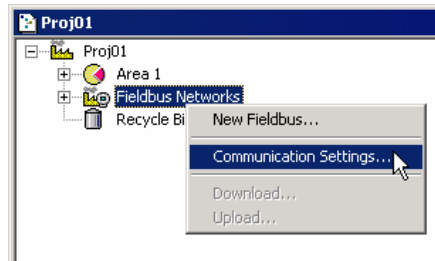 Proj01
Proj01
Area 1
Fieldbus Networks
Recycle Bi
New Fieldbus...
Communication Settings...
Download...
Upload...